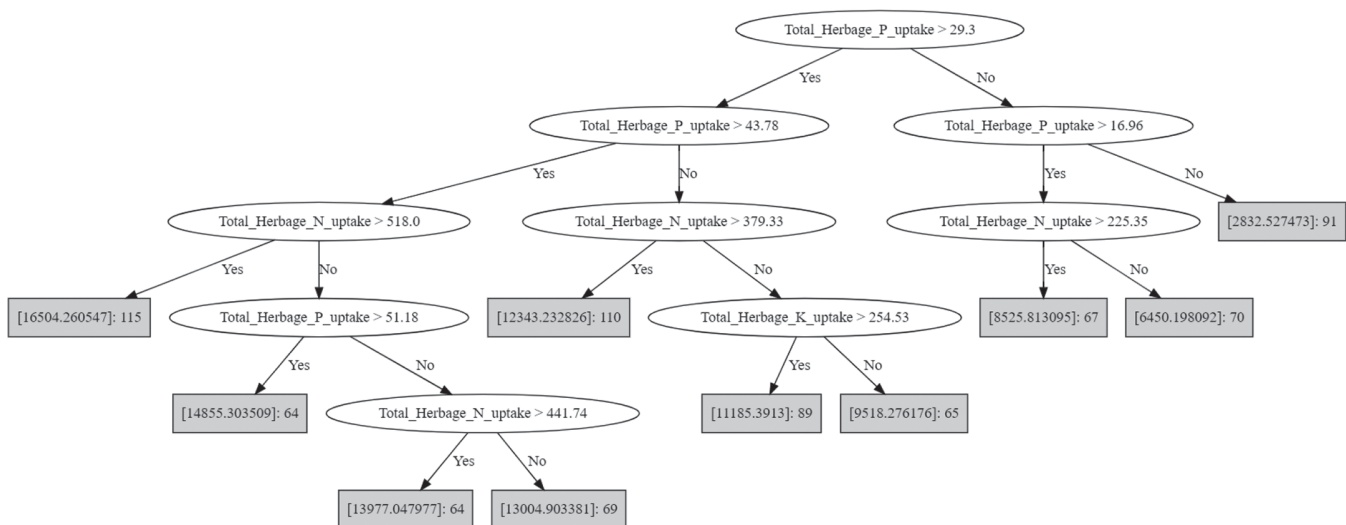 Total_Herbage_P_uptake > 29.3
Yes
No
Total_Herbage_P_uptake > 43.78
Total_Herbage_P_uptake > 16.96
Yes
No
Yes
No
Total_Herbage_N_uptake > 518.0
Total_Herbage_N_uptake > 379.33
Total_Herbage_N_uptake > 225.35
[2832.527473]: 91
Yes
No
Yes
No
Yes
No
[16504.260547]: 115
Total_Herbage_P_uptake > 51.18
[12343.232826]: 110
Total_Herbage_K_uptake > 254.53
[8525.813095]: 67
[6450.198092]: 70
Yes
No
Yes
No
[14855.303509]: 64
Total_Herbage_N_uptake > 441.74
[11185.3913]: 89
[9518.276176]: 65
Yes
No
[13977.047977]: 64
[13004.903381]: 69